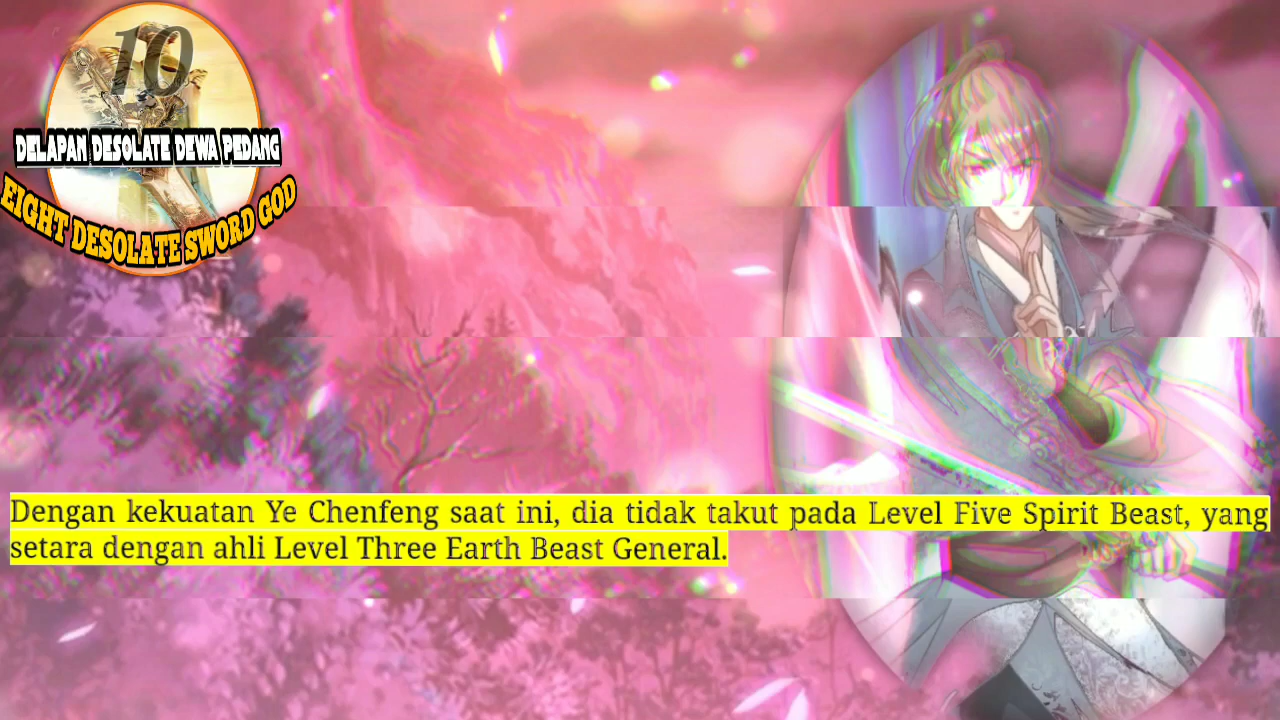 10
DELAPAN DESOLATE DEWA PEDANG
EIGHT DESOLATE SWORD GOD
Dengan kekuatan Ye Chenfeng saat ini, dia tidak takut pada Level Five Spirit Beast, yang
setara dengan ahli Level Three Earth Beast General.